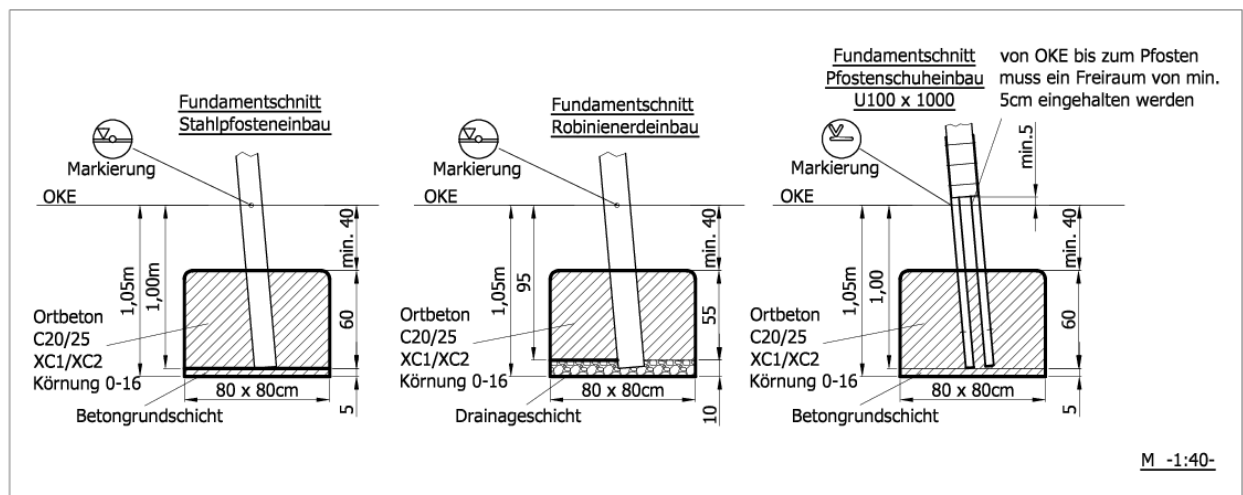 Fundamentschnitt
Stahlpfosteneinbau
Markierung
OKE
1,05m
1,00m
min. 40
60
5
Ortbeton
C20/25
XC1/XC2
Körnung 0-16
80 x 80cm
Betongrundschicht
Fundamentschnitt
Robinienerdeinbau
Markierung
OKE
1,05m
95
min. 40
55
10
Ortbeton
C20/25
XC1/XC2
Körnung 0-16
80 x 80cm
Drainageschicht
Fundamentschnitt
Pfostenschuheinbau
U100 x 1000
von OKE bis zum Pfosten
muss ein Freiraum von min.
5cm eingehalten werden
Markierung
OKE
min.5
1,05m
1,00
min. 40
60
5
Ortbeton
C20/25
XC1/XC2
Körnung 0-16
80 x 80cm
Betongrundschicht
M -1:40-